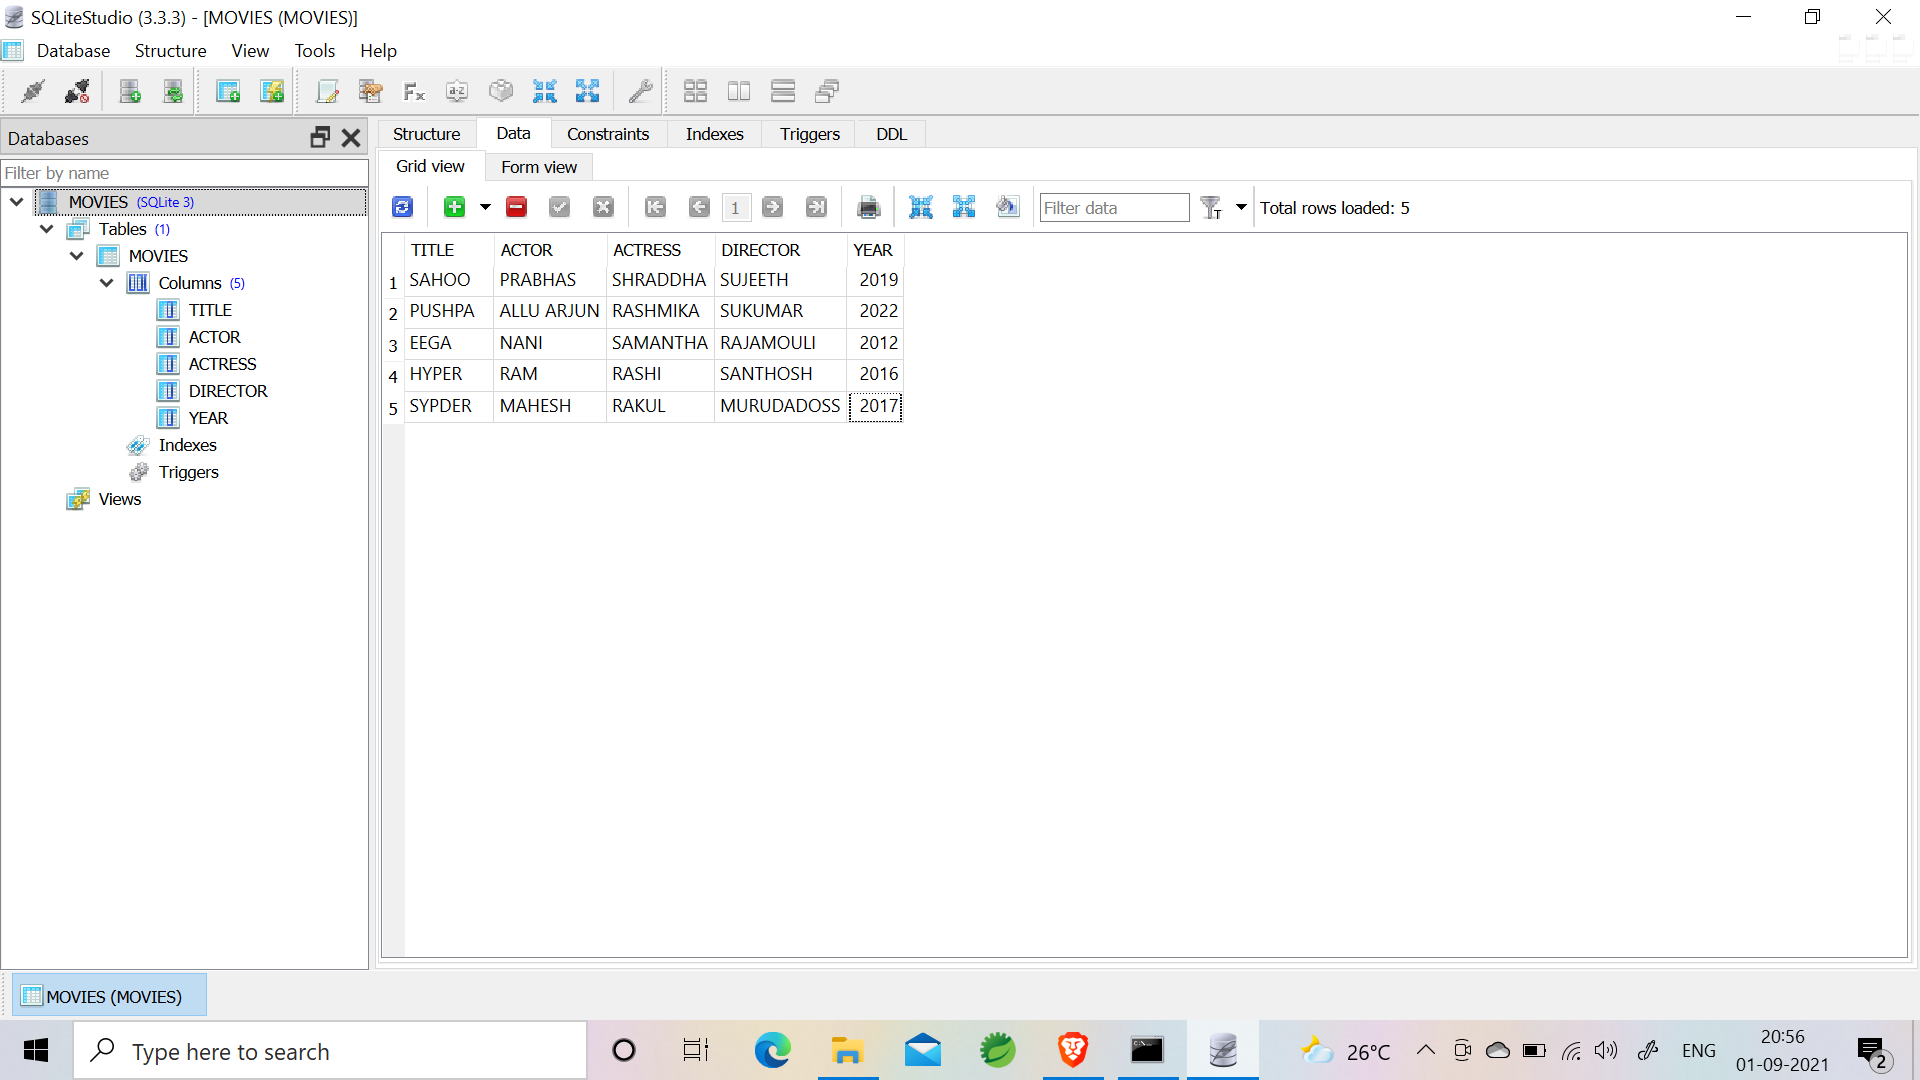 SQLiteStudio (3.3.3) - [MOVIES (MOVIES)]
Database Structure View Tools Help
Databases
Filter by name
MOVIES (SQLite 3)
Tables (1)
MOVIES
Columns (5)
TITLE
ACTOR
ACTRESS
DIRECTOR
YEAR
Indexes
Triggers
Views
Structure Data Constraints Indexes Triggers DDL
Grid view Form view
1 Filter data Total rows loaded: 5
TITLE ACTOR ACTRESS DIRECTOR YEAR
1 SAHOO PRABHAS SHRADDHA SUJEETH 2019
2 PUSHPA ALLU ARJUN RASHMIKA SUKUMAR 2022
3 EEGA NANI SAMANTHA RAJAMOULI 2012
4 HYPER RAM RASHI SANTHOSH 2016
5 SYPDER MAHESH RAKUL MURUDADOSS 2017
MOVIES (MOVIES)
Type here to search
26°C
ENG
20:56
01-09-2021
2